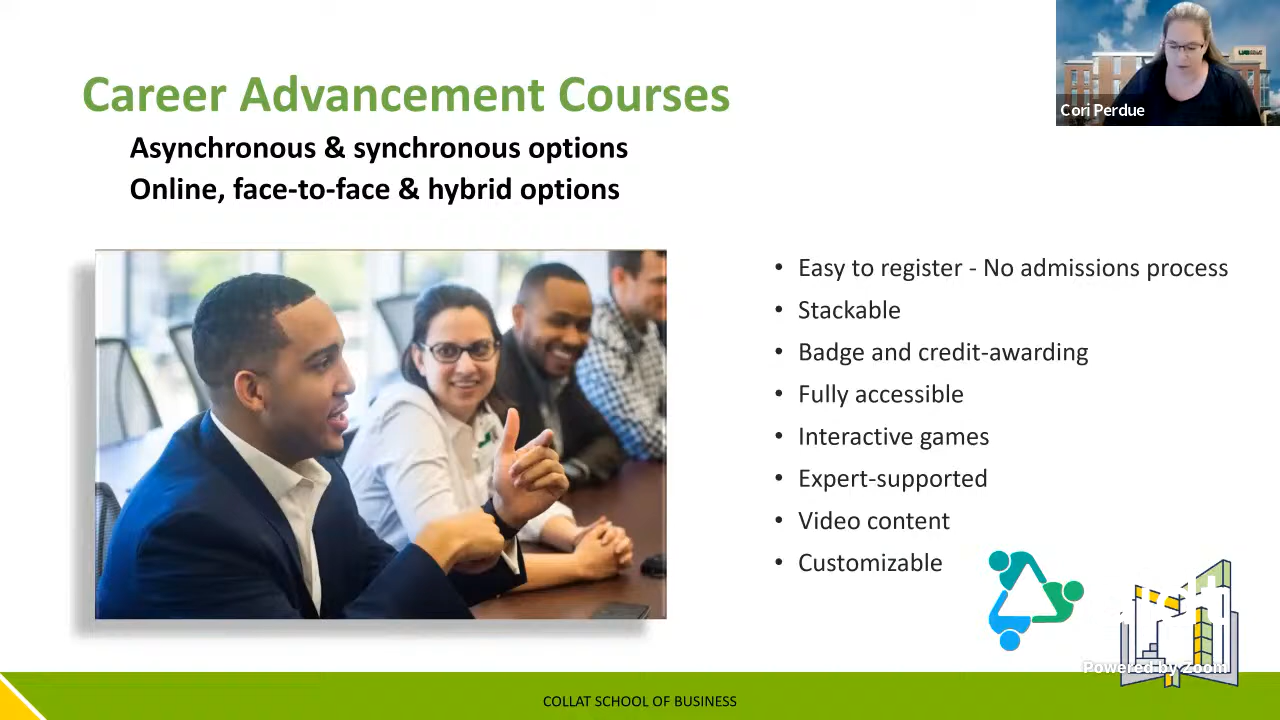 Career Advancement Courses
Asynchronous & synchronous options
Online, face-to-face & hybrid options
Cori Perdue
• Easy to register - No admissions process
• Stackable
• Badge and credit-awarding
• Fully accessible
• Interactive games
• Expert-supported
• Video content
• Customizable
Powered by Zoom
COLLAT SCHOOL OF BUSINESS